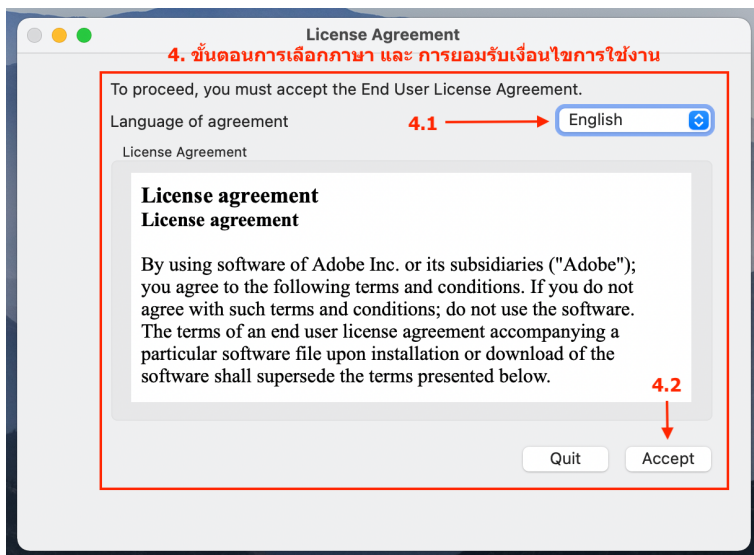 License Agreement
4. ขั้นตอนการเลือกภาษา และ การยอมรับเงื่อนไขการใช้งาน
To proceed, you must accept the End User License Agreement.
Language of agreement
4.1
English
License Agreement
License agreement
License agreement
By using software of Adobe Inc. or its subsidiaries ("Adobe");
you agree to the following terms and conditions. If you do not
agree with such terms and conditions; do not use the software.
The terms of an end user license agreement accompanying a
particular software file upon installation or download of the
software shall supersede the terms presented below.
4.2
Quit
Accept